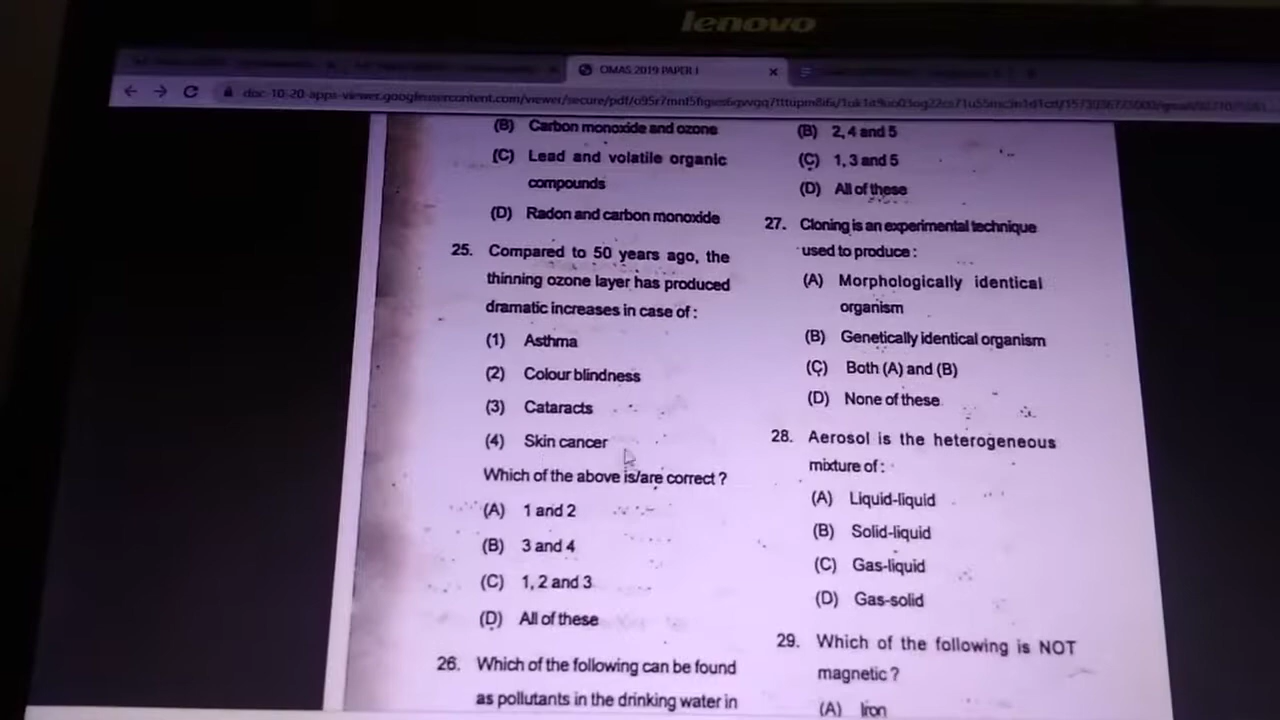 lenovo
OMAS 2019 PAPER I
(B) Carbon monoxide and ozone
(C) Lead and volatile organic
compounds
(D) Radon and carbon monoxide
25. Compared to 50 years ago, the
thinning ozone layer has produced
dramatic increases in case of :
(1) Asthma
(2) Colour blindness
(3) Cataracts
(4) Skin cancer
Which of the above is/are correct ?
(A) 1 and 2
(B) 3 and 4
(C) 1, 2 and 3
(D) All of these
26. Which of the following can be found
as pollutants in the drinking water in
(B) 2, 4 and 5
(C) 1, 3 and 5
(D) All of these
27. Cloning is an experimental technique
used to produce :
(A) Morphologically identical
organism
(B) Genetically identical organism
(C) Both (A) and (B)
(D) None of these
28. Aerosol is the heterogeneous
mixture of :
(A) Liquid-liquid
(B) Solid-liquid
(C) Gas-liquid
(D) Gas-solid
29. Which of the following is NOT
magnetic ?
(A) Iron